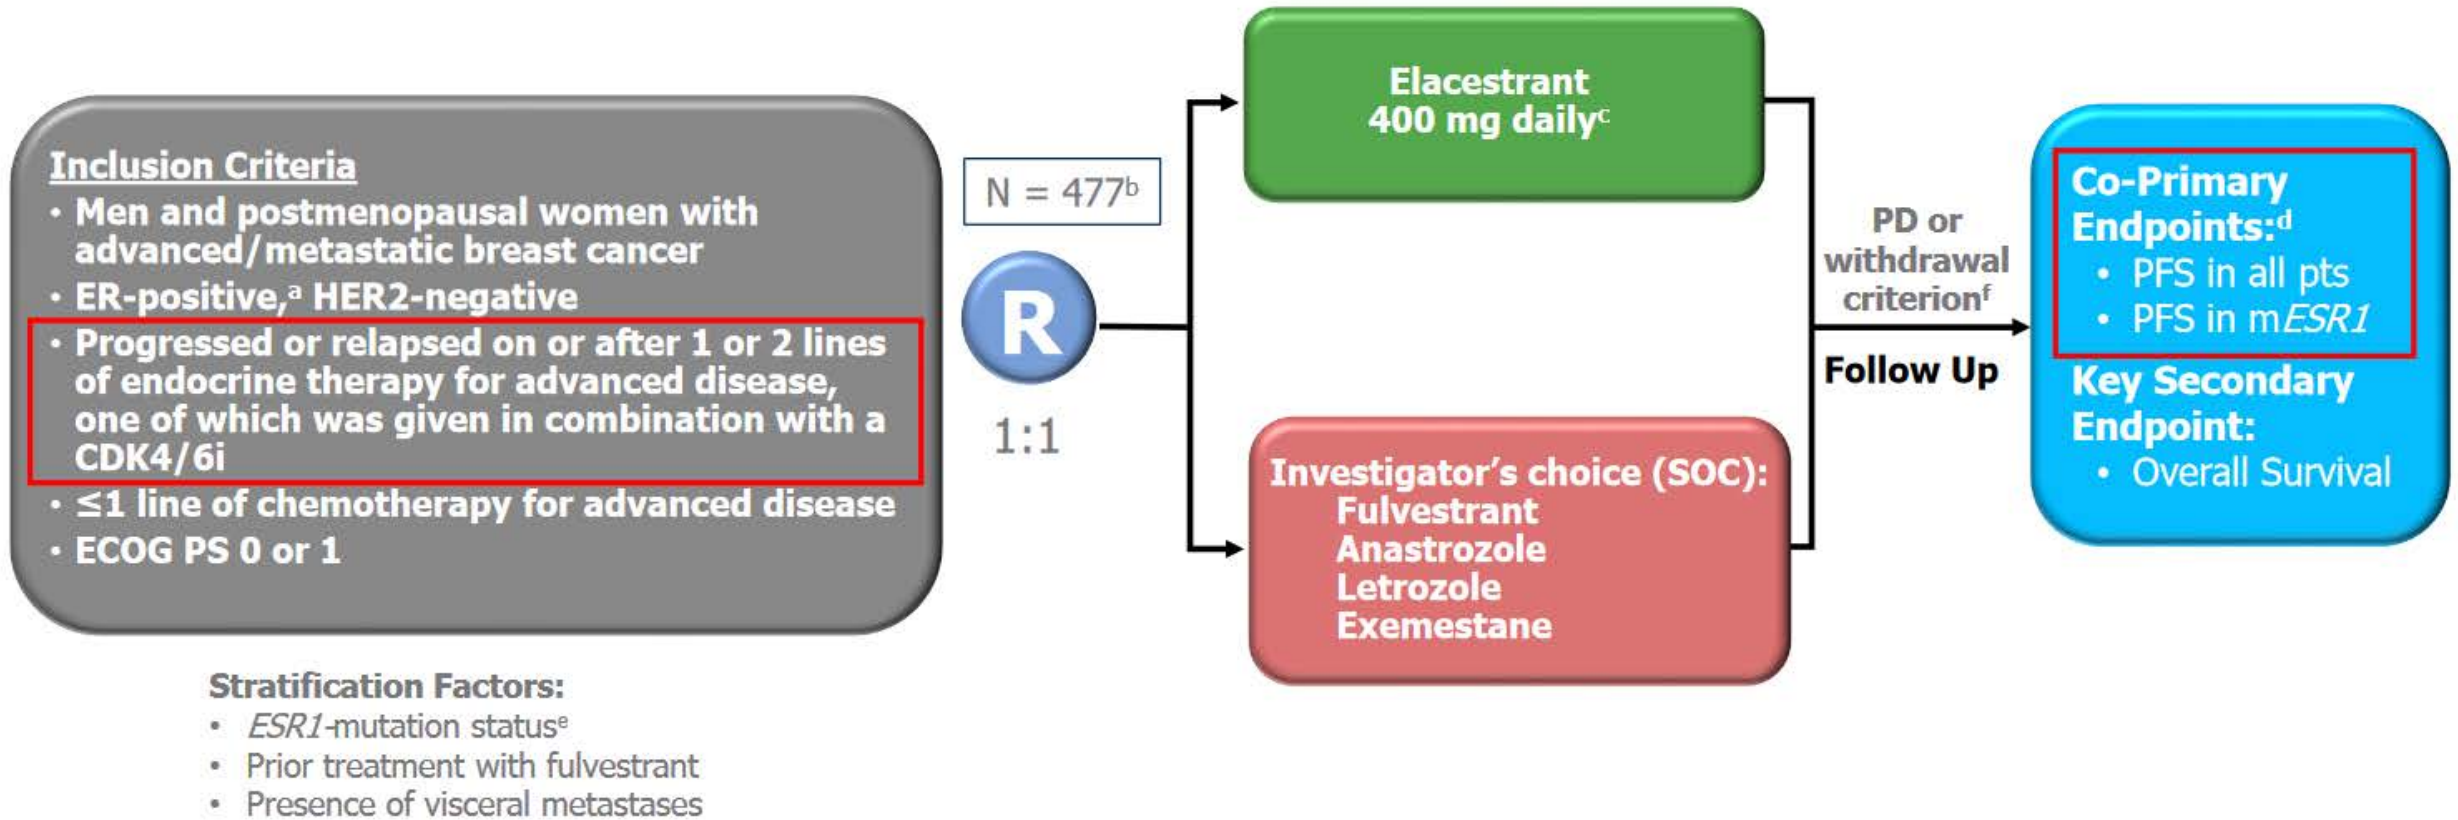 Inclusion Criteria
• Men and postmenopausal women with
advanced/metastatic breast cancer
• ER-positive,ᵃ HER2-negative
• Progressed or relapsed on or after 1 or 2 lines
of endocrine therapy for advanced disease,
one of which was given in combination with a
CDK4/6i
• ≤1 line of chemotherapy for advanced disease
• ECOG PS 0 or 1
Stratification Factors:
• ESR1-mutation statusᵉ
• Prior treatment with fulvestrant
• Presence of visceral metastases
N = 477ᵇ
R
1:1
Elacestrant
400 mg dailyᶜ
Investigator’s choice (SOC):
Fulvestrant
Anastrozole
Letrozole
Exemestane
PD or
withdrawal
criterionᶠ
Follow Up
Co-Primary
Endpoints:ᵈ
• PFS in all pts
• PFS in mESR1
Key Secondary
Endpoint:
• Overall Survival